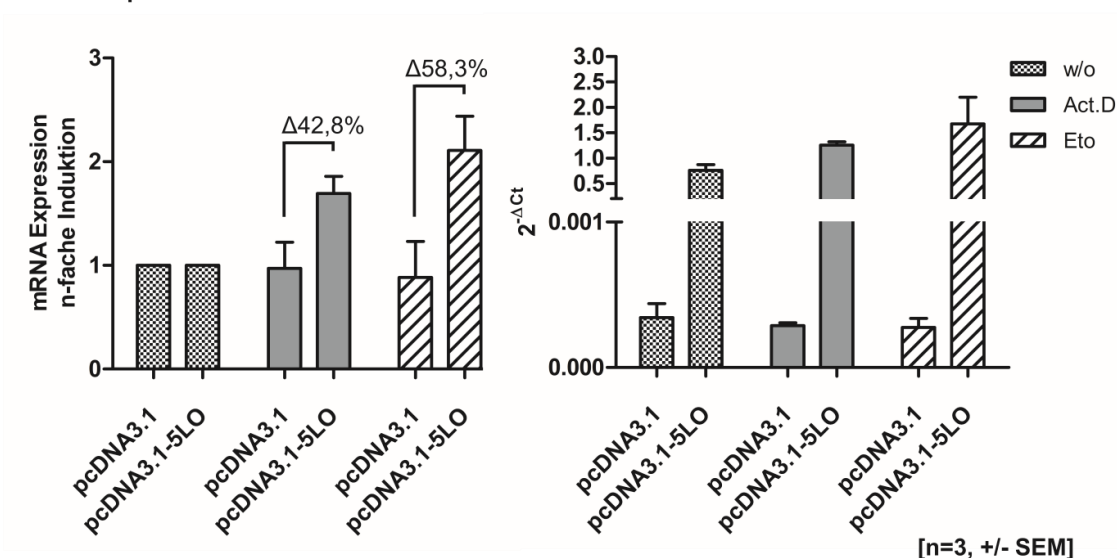 mRNA Expression
n-fache Induktion
3
2
1
0
Δ42,8%
Δ58,3%
pcDNA3.1
pcDNA3.1-5LO
pcDNA3.1
pcDNA3.1-5LO
pcDNA3.1
pcDNA3.1-5LO
2-ΔCt
3.0
2.5
2.0
1.5
1.0
0.5
0.001
0.000
pcDNA3.1
pcDNA3.1-5LO
pcDNA3.1
pcDNA3.1-5LO
pcDNA3.1
pcDNA3.1-5LO
w/o
Act.D
Eto
[n=3, +/- SEM]